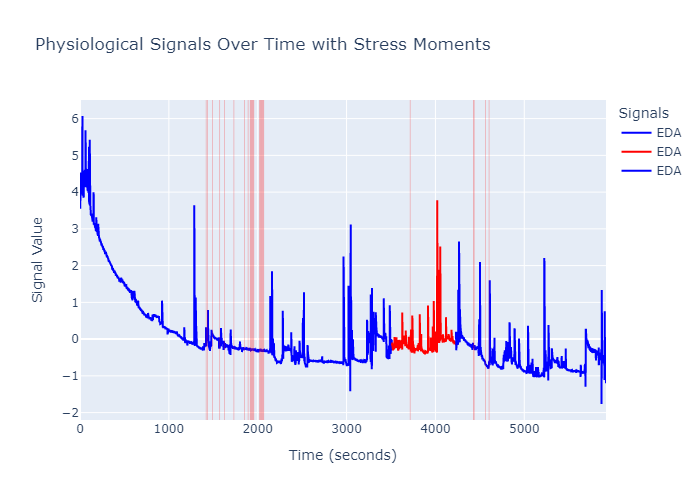 Physiological Signals Over Time with Stress Moments
Signals
EDA
EDA
EDA
Signal Value
6
5
4
3
2
1
0
−1
−2
0
1000
2000
3000
4000
5000
Time (seconds)